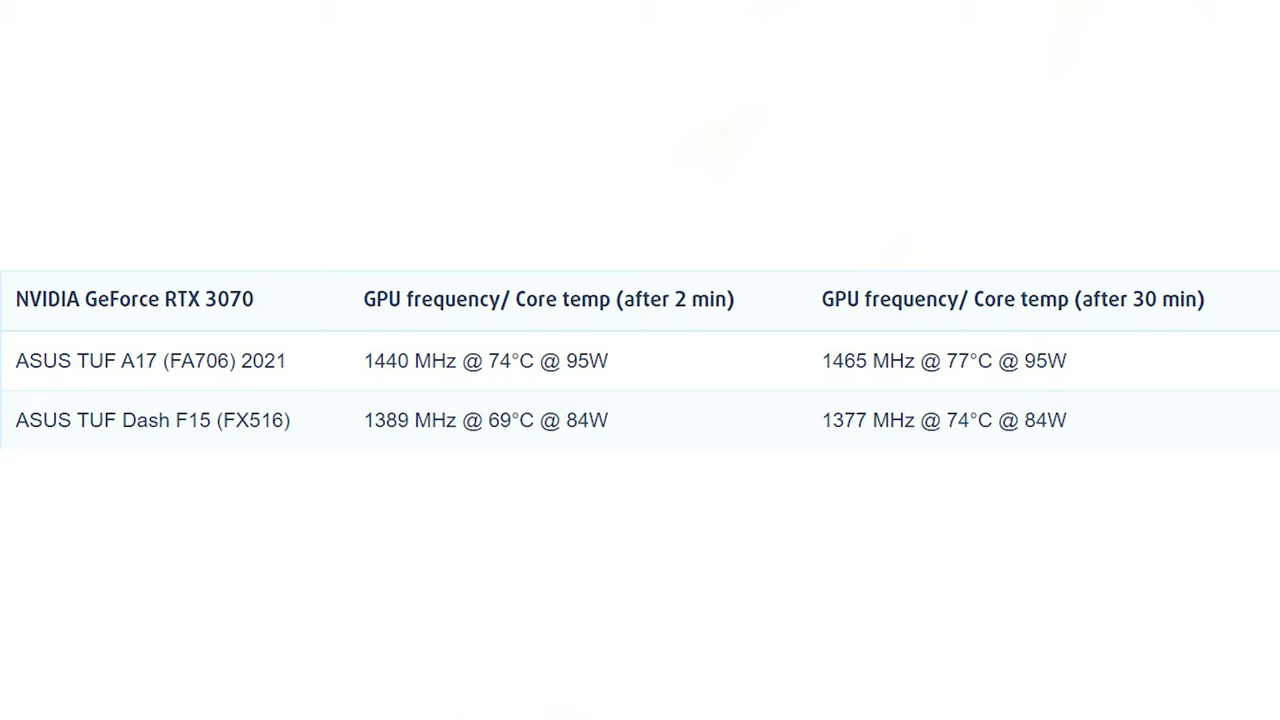 NVIDIA GeForce RTX 3070 GPU frequency/ Core temp (after 2 min) GPU frequency/ Core temp (after 30 min)
ASUS TUF A17 (FA706) 2021 1440 MHz @ 74°C @ 95W 1465 MHz @ 77°C @ 95W
ASUS TUF Dash F15 (FX516) 1389 MHz @ 69°C @ 84W 1377 MHz @ 74°C @ 84W